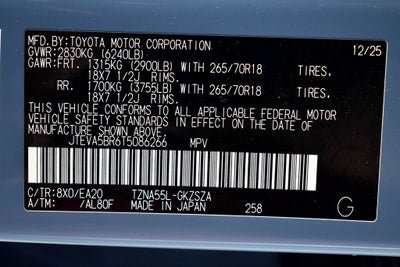 MFD.BY:TOYOTA MOTOR CORPORATION 12/25
GVWR:2830KG (6240LB)
GAWR:FRT. 1315KG (2900LB) WITH 265/70R18 TIRES.
18X7 1/2J RIMS.
RR. 1700KG (3755LB) WITH 265/70R18 TIRES.
18X7 1/2J RIMS.
THIS VEHICLE CONFORMS TO ALL APPLICABLE FEDERAL MOTOR
VEHICLE SAFETY STANDARDS IN EFFECT ON THE DATE OF
MANUFACTURE SHOWN ABOVE.
JTEVA5BR6T5086266 MPV
C/TR:8X0/EA20 TZNA55L-GKZSZA
A/TM: /AL80F MADE IN JAPAN 258 G